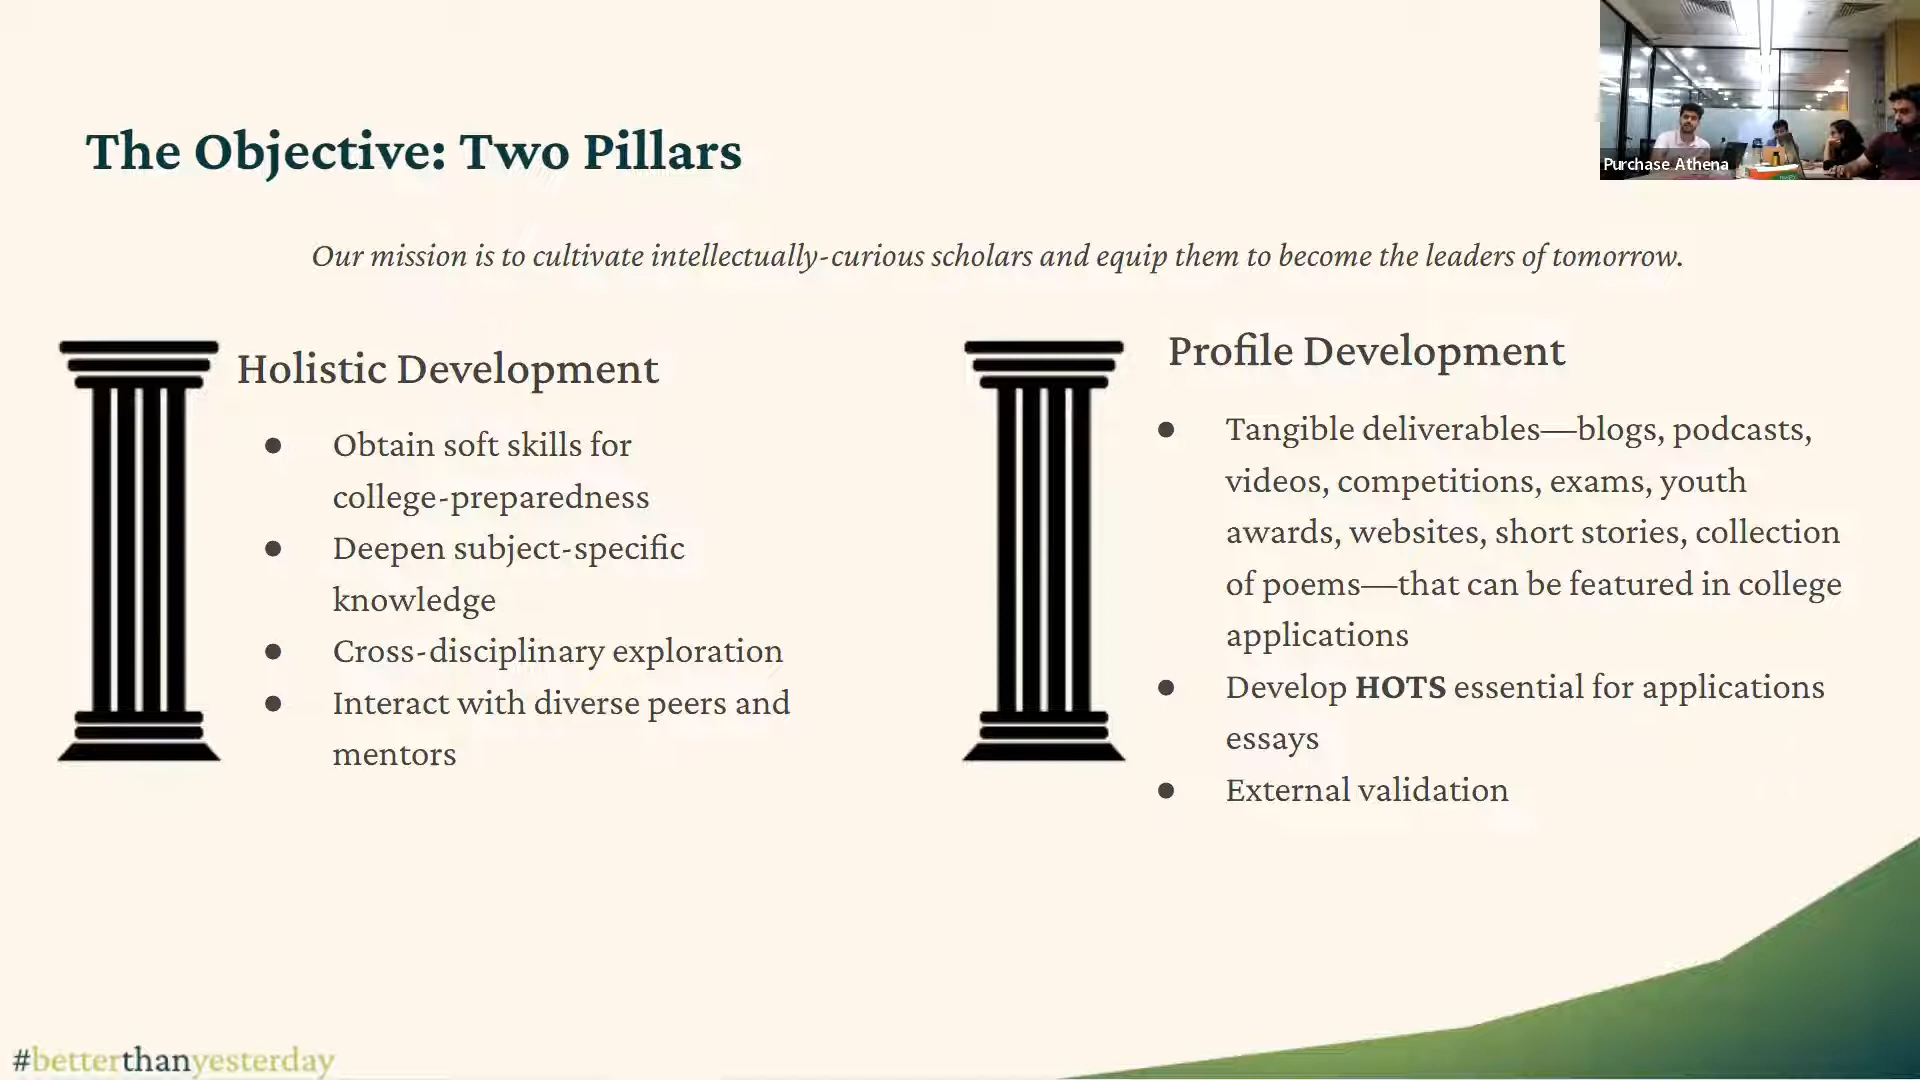 The Objective: Two Pillars
Purchase Athena
Our mission is to cultivate intellectually-curious scholars and equip them to become the leaders of tomorrow.
Holistic Development
● Obtain soft skills for
college-preparedness
● Deepen subject-specific
knowledge
● Cross-disciplinary exploration
● Interact with diverse peers and
mentors
Profile Development
● Tangible deliverables—blogs, podcasts,
videos, competitions, exams, youth
awards, websites, short stories, collection
of poems—that can be featured in college
applications
● Develop HOTS essential for applications
essays
● External validation
#betterthanyesterday